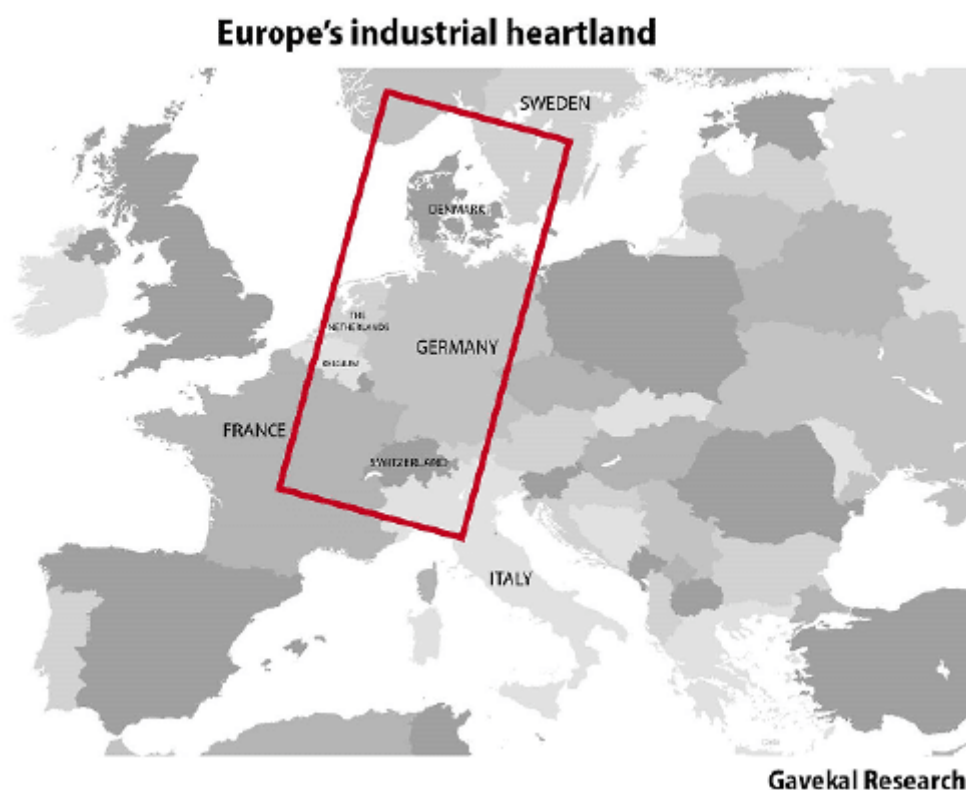 Europe's industrial heartland
SWEDEN
DENMARK
THE
NETHERLANDS
GERMANY
BELGIUM
FRANCE
SWITZERLAND
ITALY
Gavekal Research